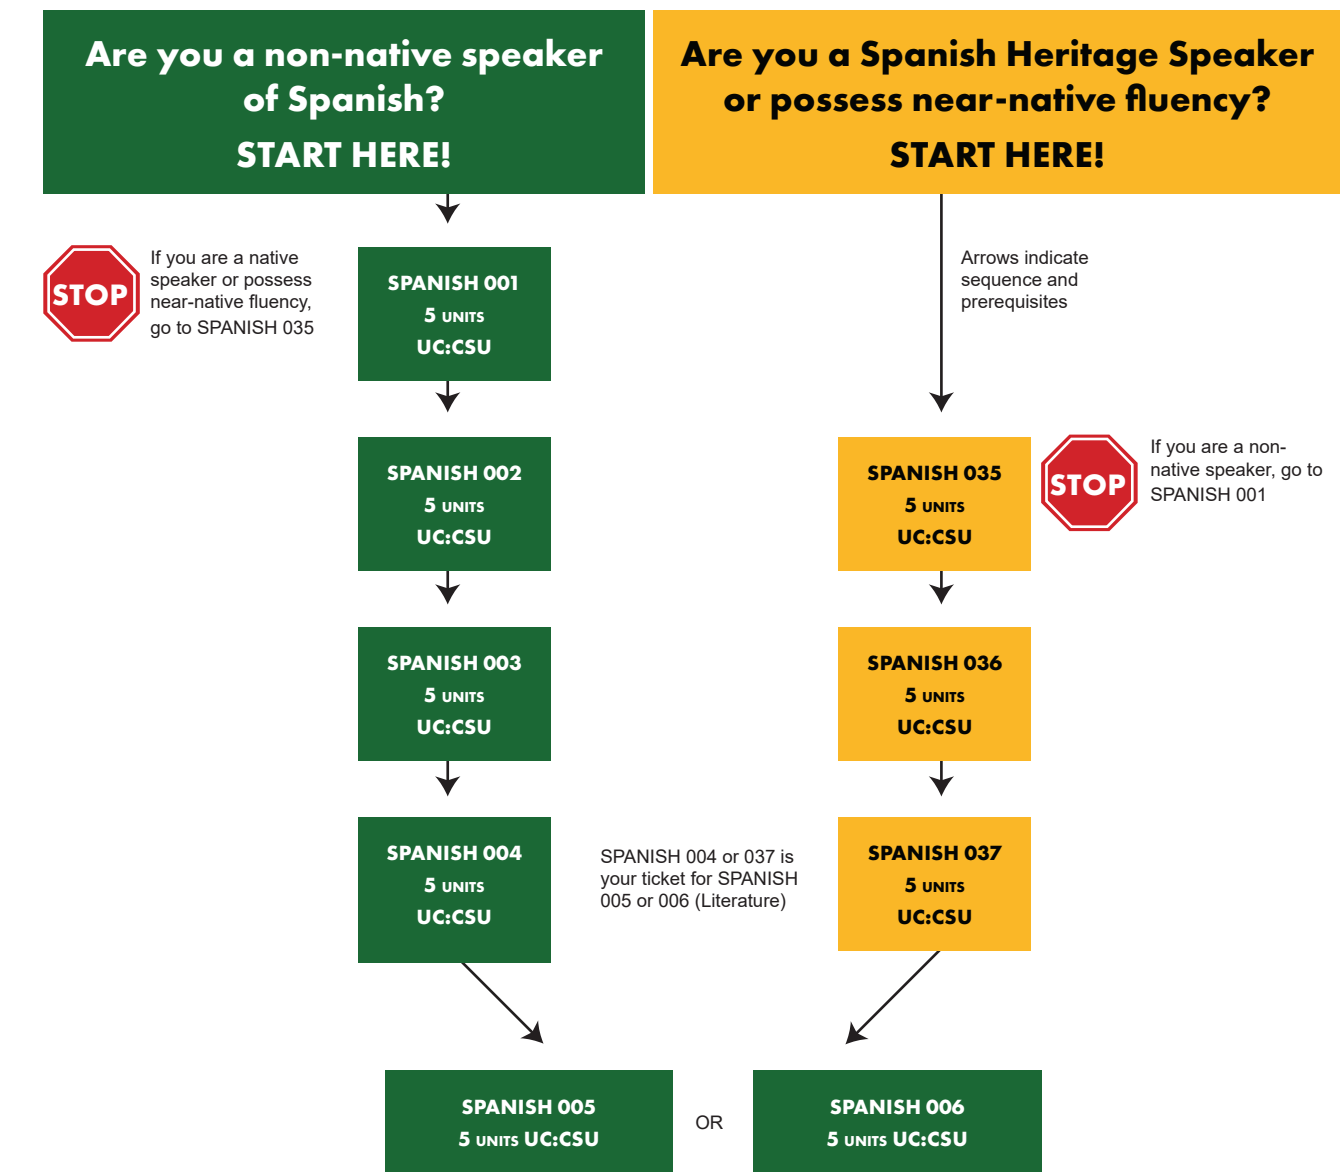 Are you a non-native speaker
of Spanish?
START HERE!
Are you a Spanish Heritage Speaker
or possess near-native fluency?
START HERE!
STOP
If you are a native
speaker or possess
near-native fluency,
go to SPANISH 035
SPANISH 001
5 UNITS
UC:CSU
Arrows indicate
sequence and
prerequisites
SPANISH 002
5 UNITS
UC:CSU
SPANISH 035
5 UNITS
UC:CSU
STOP
If you are a non-
native speaker, go to
SPANISH 001
SPANISH 003
5 UNITS
UC:CSU
SPANISH 036
5 UNITS
UC:CSU
SPANISH 004
5 UNITS
UC:CSU
SPANISH 004 or 037 is
your ticket for SPANISH
005 or 006 (Literature)
SPANISH 037
5 UNITS
UC:CSU
SPANISH 005
5 UNITS UC:CSU
OR
SPANISH 006
5 UNITS UC:CSU